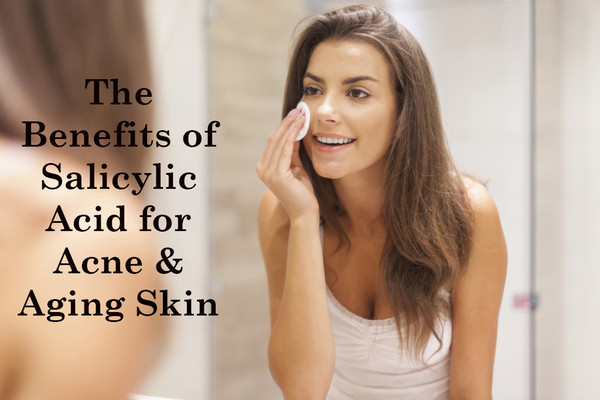 The
Benefits of
Salicylic
Acid for
Acne &
Aging Skin